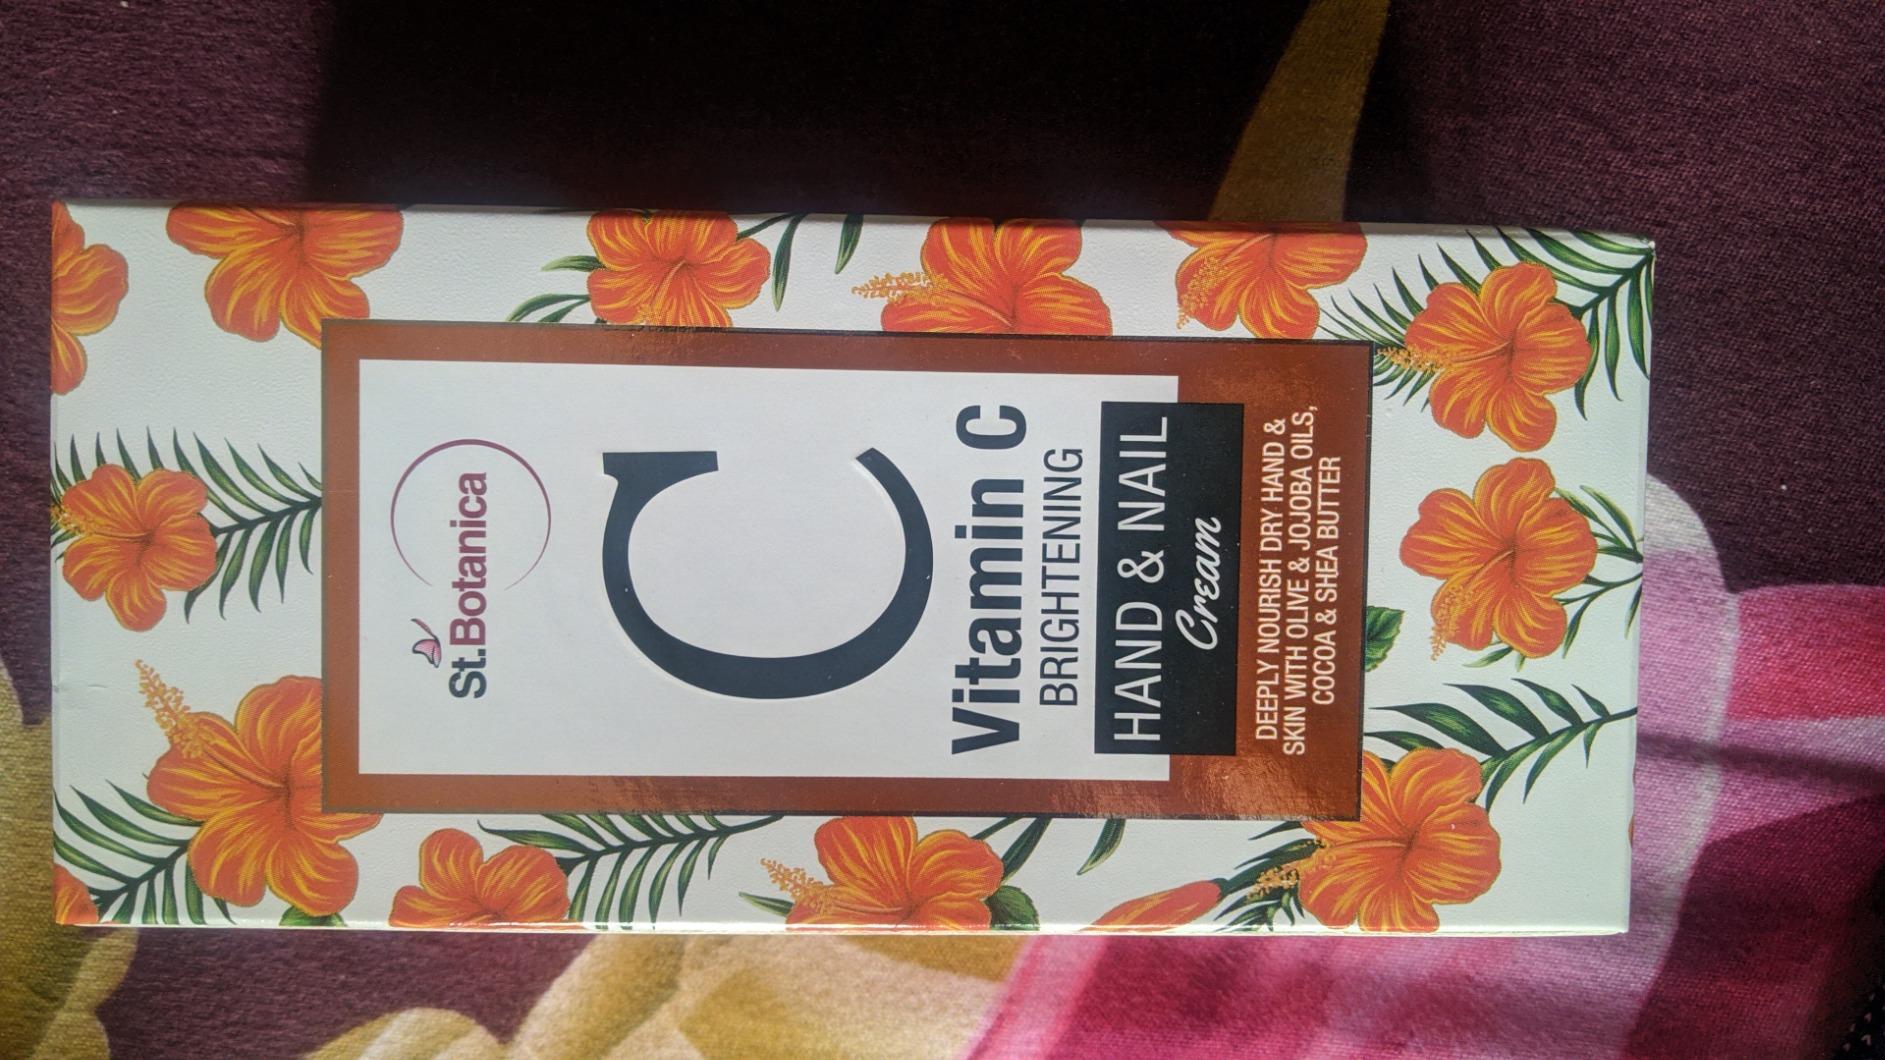 St.Botanica
C
Vitamin C
BRIGHTENING
HAND & NAIL
Cream
DEEPLY NOURISH DRY HAND &
SKIN WITH OLIVE & JOJOBA OILS,
COCOA & SHEA BUTTER